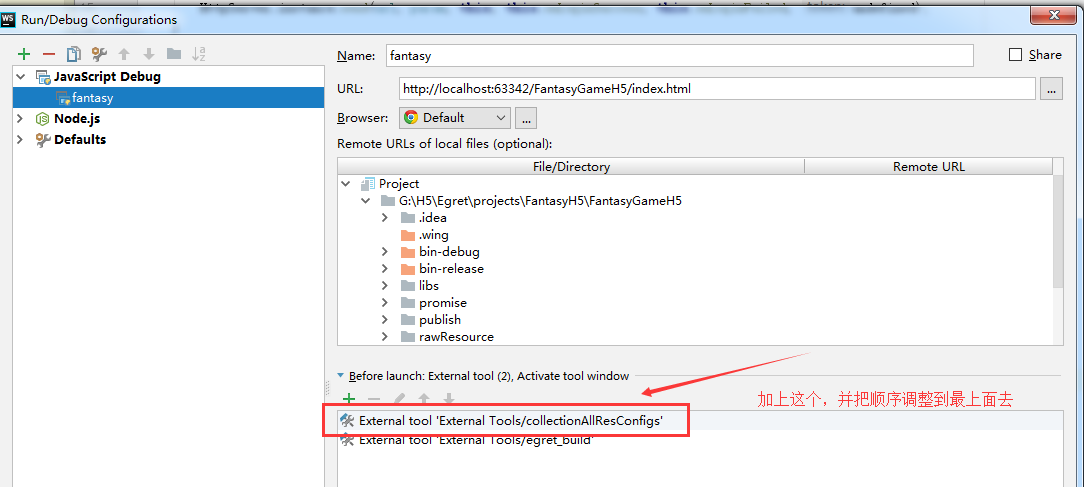 WS Run/Debug Configurations
JavaScript Debug
fantasy
Node.js
Defaults
Name: fantasy
Share
URL: http://localhost:63342/FantasyGameH5/index.html ...
Browser: Default ...
Remote URLs of local files (optional):
File/Directory Remote URL
Project
G:\H5\Egret\projects\FantasyH5\FantasyGameH5
.idea
.wing
bin-debug
bin-release
libs
promise
publish
rawResource
Before launch: External tool (2), Activate tool window
加上这个，并把顺序调整到最上面去
External tool 'External Tools/collectionAllResConfigs'
External tool 'External Tools/egret_build'